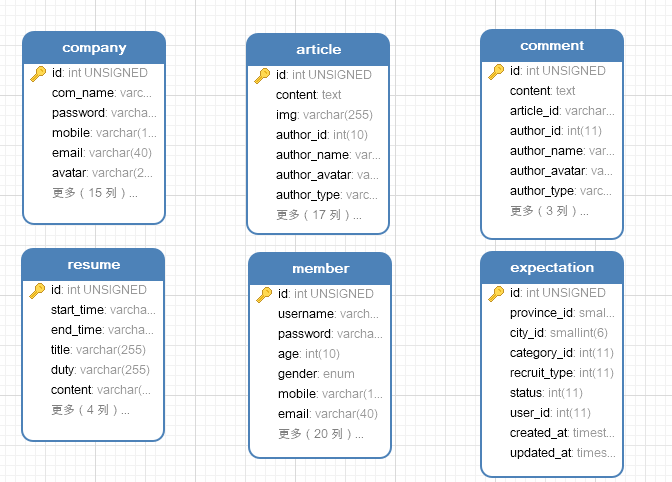 company
id: int UNSIGNED
com_name: varc...
password: varcha...
mobile: varchar(1...
email: varchar(40)
avatar: varchar(2...
更多（15 列）...
article
id: int UNSIGNED
content: text
img: varchar(255)
author_id: int(10)
author_name: var...
author_avatar: va...
author_type: varc...
更多（17 列）...
comment
id: int UNSIGNED
content: text
article_id: varchar...
author_id: int(11)
author_name: var...
author_avatar: va...
author_type: varc...
更多（3 列）...
resume
id: int UNSIGNED
start_time: varcha...
end_time: varcha...
title: varchar(255)
duty: varchar(255)
content: varchar(...
更多（4 列）...
member
id: int UNSIGNED
username: varch...
password: varcha...
age: int(10)
gender: enum
mobile: varchar(1...
email: varchar(40)
更多（20 列）...
expectation
id: int UNSIGNED
province_id: smal...
city_id: smallint(6)
category_id: int(11)
recruit_type: int(11)
status: int(11)
user_id: int(11)
created_at: timest...
updated_at: times...